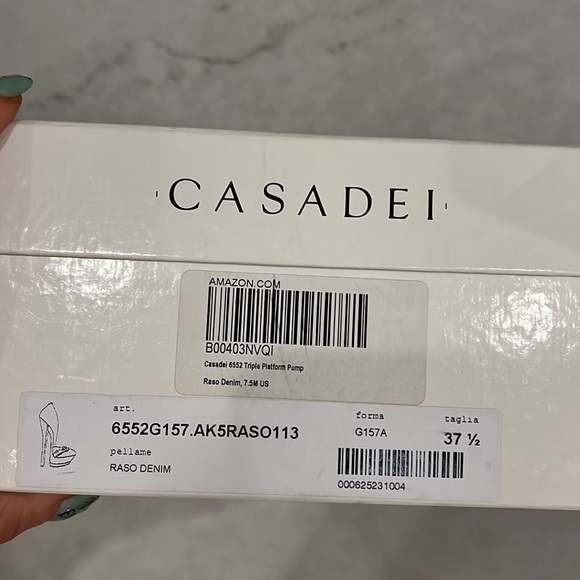 CASADEI
AMAZON.COM
B00403NVQI
Casadei 6552 Triple Platform Pump
Raso Denim, 7.5M US
art.
6552G157.AK5RASO113
pellame
RASO DENIM
forma
G157A
taglia
37 ½
000625231004